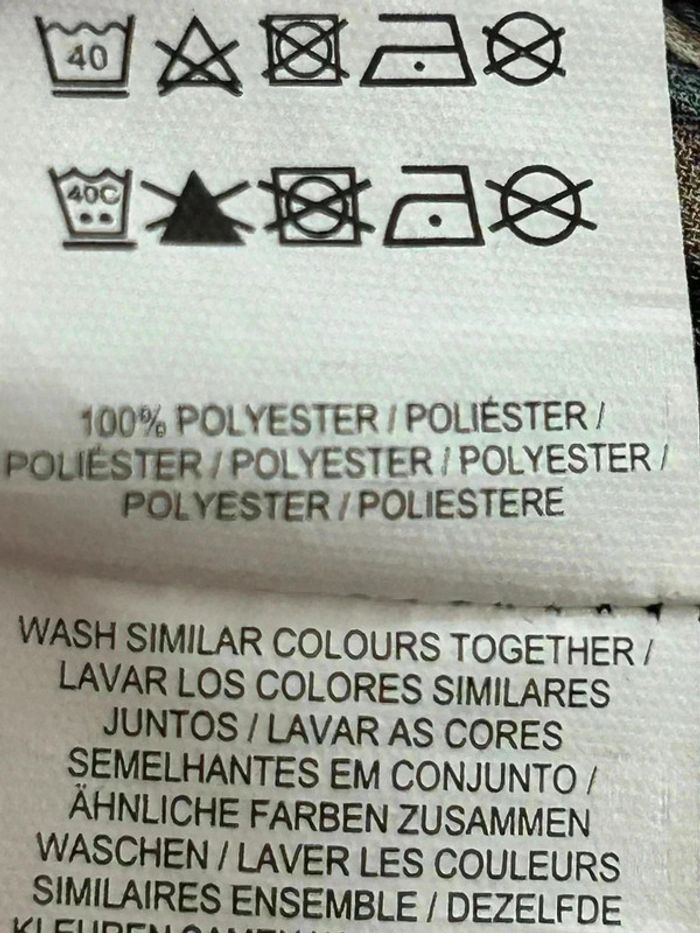 40
40C
100% POLYESTER / POLIÉSTER /
POLIÉSTER / POLYESTER / POLYESTER /
POLYESTER / POLIESTERE
WASH SIMILAR COLOURS TOGETHER /
LAVAR LOS COLORES SIMILARES
JUNTOS / LAVAR AS CORES
SEMELHANTES EM CONJUNTO /
ÄHNLICHE FARBEN ZUSAMMEN
WASCHEN / LAVER LES COULEURS
SIMILAIRES ENSEMBLE / DEZELFDE
KLEUREN